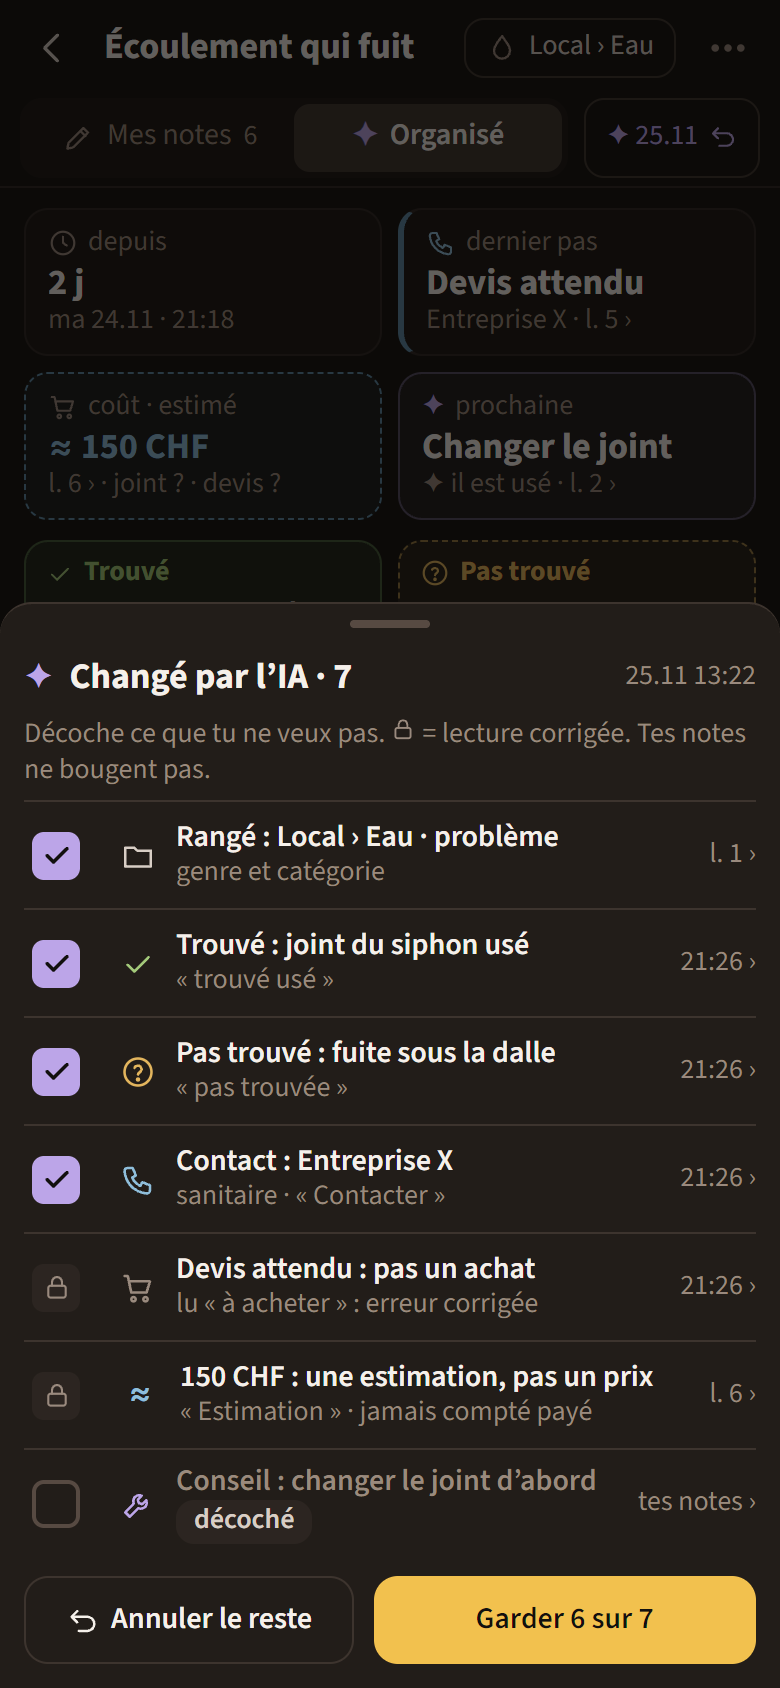 Écoulement qui fuit
Local › Eau
Mes notes 6
Organisé
25.11
depuis
2 j
ma 24.11 · 21:18
dernier pas
Devis attendu
Entreprise X · l. 5 ›
coût · estimé
≈ 150 CHF
l. 6 › · joint ? · devis ?
prochaine
Changer le joint
il est usé · l. 2 ›
Trouvé
Pas trouvé
Changé par l’IA · 7
25.11 13:22
Décoche ce que tu ne veux pas. = lecture corrigée. Tes notes
ne bougent pas.
Rangé : Local › Eau · problème
genre et catégorie
l. 1 ›
Trouvé : joint du siphon usé
« trouvé usé »
21:26 ›
Pas trouvé : fuite sous la dalle
« pas trouvée »
21:26 ›
Contact : Entreprise X
sanitaire · « Contacter »
21:26 ›
Devis attendu : pas un achat
lu « à acheter » : erreur corrigée
21:26 ›
≈ 150 CHF : une estimation, pas un prix
« Estimation » · jamais compté payé
l. 6 ›
Conseil : changer le joint d’abord
décoché
tes notes ›
Annuler le reste
Garder 6 sur 7